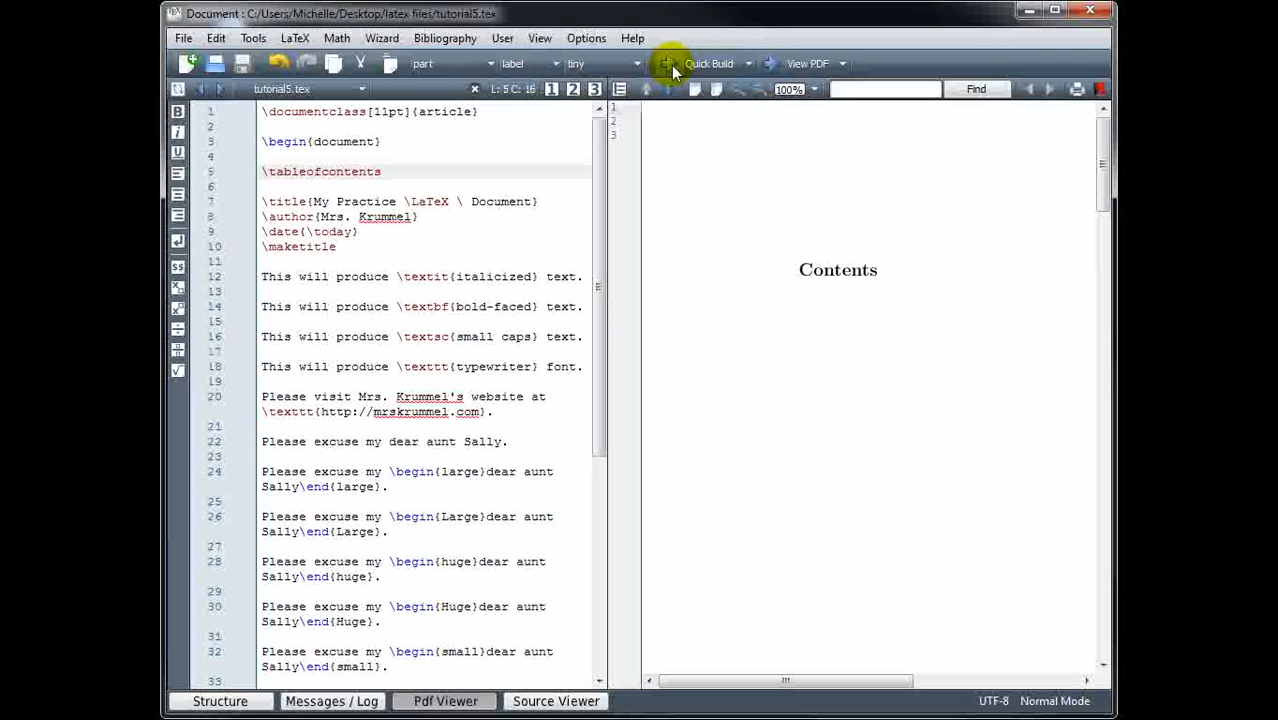 Document : C:/Users/Michelle/Desktop/latex files/tutorial5.tex
File Edit Tools LaTeX Math Wizard Bibliography User View Options Help
part label tiny Quick Build View PDF
tutorial5.tex L: 5 C: 16 1 2 3 100% Find
1 \documentclass[11pt]{article}
2
3 \begin{document}
4
5 \tableofcontents
6
7 \title{My Practice \LaTeX \ Document}
8 \author{Mrs. Krummel}
9 \date{\today}
10 \maketitle
11
12 This will produce \textit{italicized} text.
13
14 This will produce \textbf{bold-faced} text.
15
16 This will produce \textsc{small caps} text.
17
18 This will produce \texttt{typewriter} font.
19
20 Please visit Mrs. Krummel's website at
\texttt{http://mrskrummel.com}.
21
22 Please excuse my dear aunt Sally.
23
24 Please excuse my \begin{large}dear aunt
Sally\end{large}.
25
26 Please excuse my \begin{Large}dear aunt
Sally\end{Large}.
27
28 Please excuse my \begin{huge}dear aunt
Sally\end{huge}.
29
30 Please excuse my \begin{Huge}dear aunt
Sally\end{Huge}.
31
32 Please excuse my \begin{small}dear aunt
Sally\end{small}.
33
1
2
3
Contents
Structure Messages / Log Pdf Viewer Source Viewer UTF-8 Normal Mode